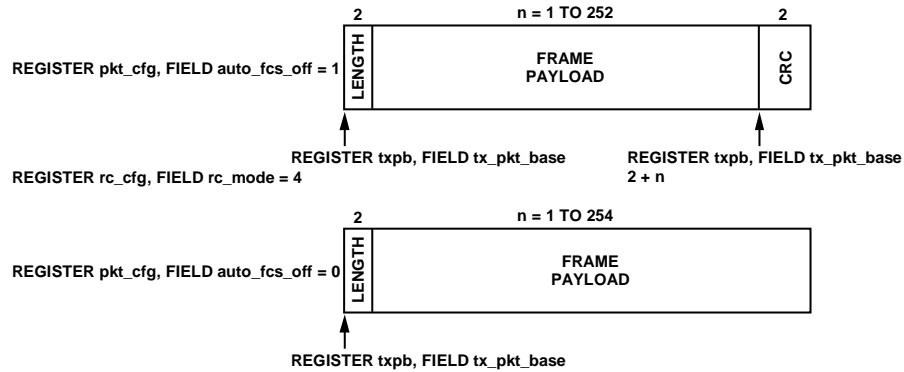 2
n = 1 TO 252
2
REGISTER pkt_cfg, FIELD auto_fcs_off = 1
LENGTH
FRAME
PAYLOAD
CRC
REGISTER txpb, FIELD tx_pkt_base
REGISTER txpb, FIELD tx_pkt_base
2 + n
REGISTER rc_cfg, FIELD rc_mode = 4
2
n = 1 TO 254
REGISTER pkt_cfg, FIELD auto_fcs_off = 0
LENGTH
FRAME
PAYLOAD
REGISTER txpb, FIELD tx_pkt_base